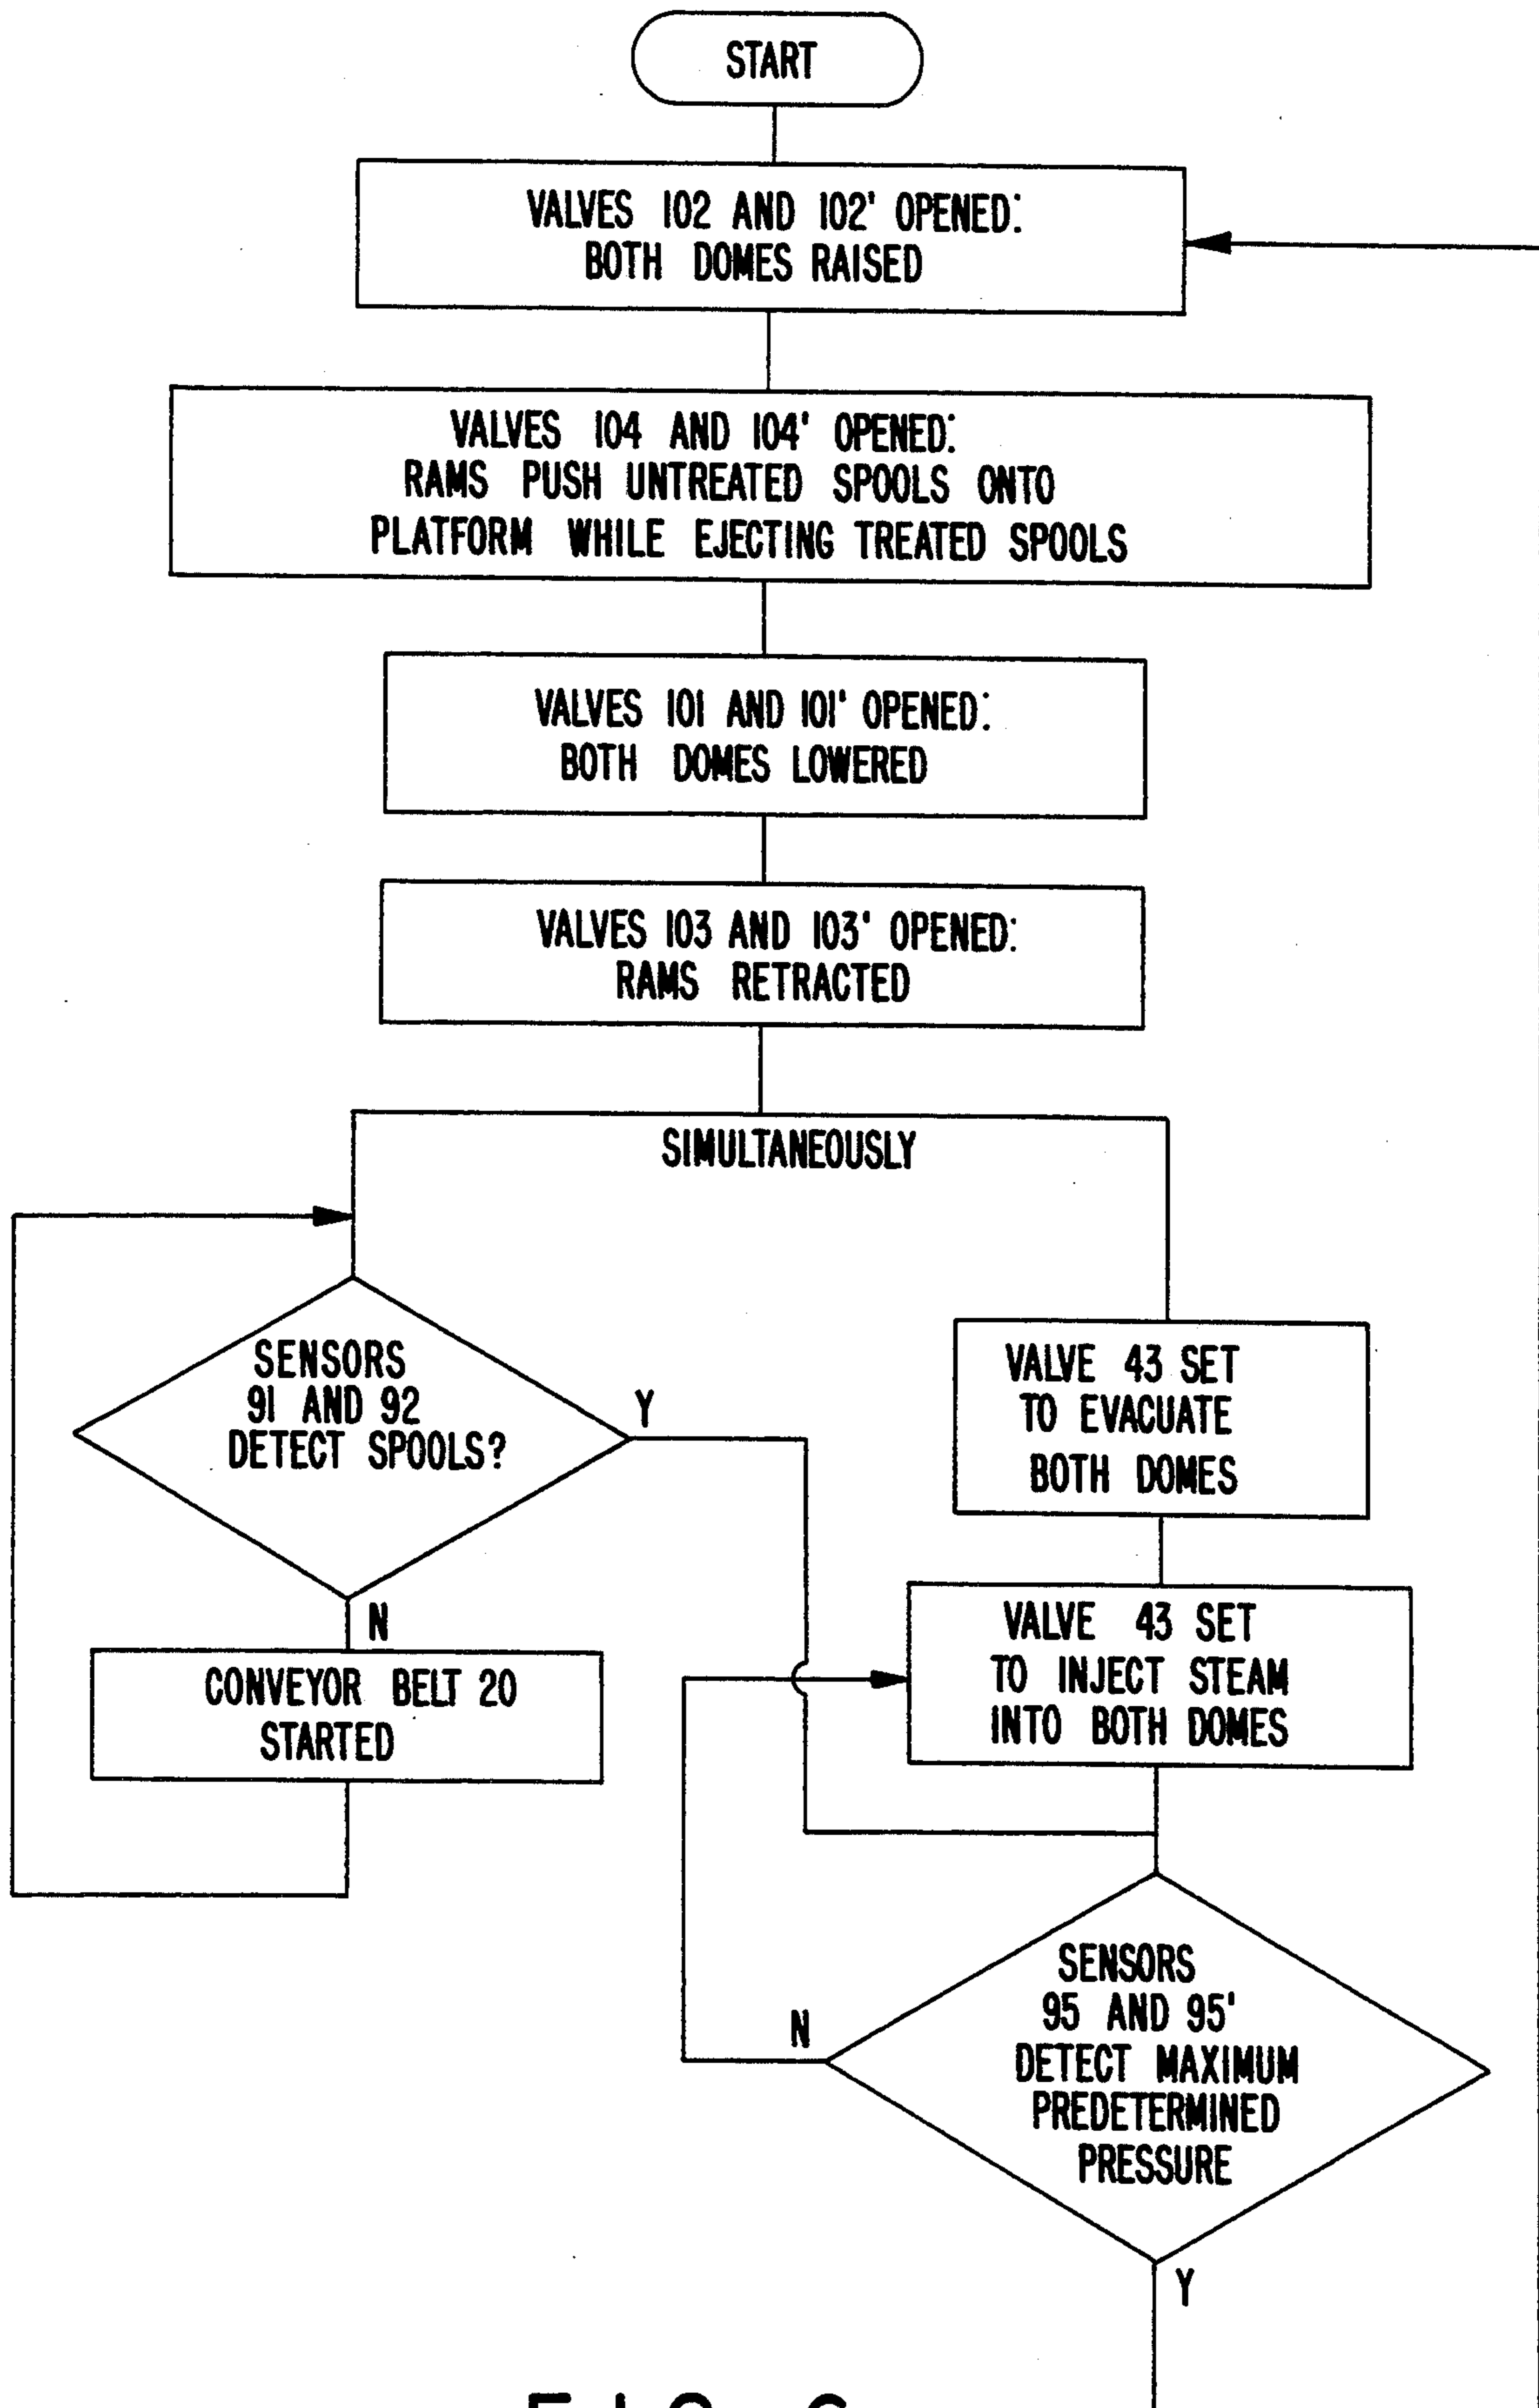 START
VALVES 102 AND 102' OPENED:
BOTH DOMES RAISED
VALVES 104 AND 104' OPENED:
RAMS PUSH UNTREATED SPOOLS ONTO
PLATFORM WHILE EJECTING TREATED SPOOLS
VALVES 101 AND 101' OPENED:
BOTH DOMES LOWERED
VALVES 103 AND 103' OPENED:
RAMS RETRACTED
SIMULTANEOUSLY
SENSORS
91 AND 92
DETECT SPOOLS?
Y
N
CONVEYOR BELT 20
STARTED
VALVE 43 SET
TO EVACUATE
BOTH DOMES
VALVE 43 SET
TO INJECT STEAM
INTO BOTH DOMES
SENSORS
95 AND 95'
DETECT MAXIMUM
PREDETERMINED
PRESSURE
N
Y